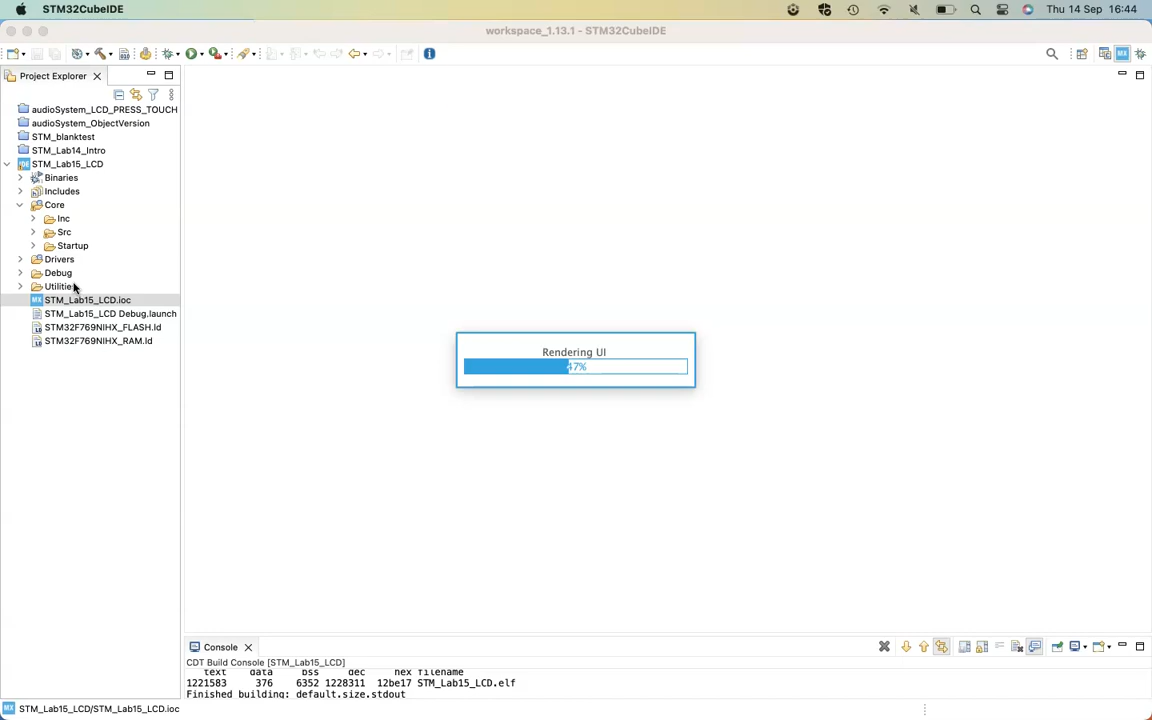 STM32CubeIDE
Thu 14 Sep 16:44
workspace_1.13.1 - STM32CubeIDE
Project Explorer
audioSystem_LCD_PRESS_TOUCH
audioSystem_ObjectVersion
STM_blanktest
STM_Lab14_Intro
STM_Lab15_LCD
Binaries
Includes
Core
Inc
Src
Startup
Drivers
Debug
Utilities
STM_Lab15_LCD.ioc
STM_Lab15_LCD Debug.launch
STM32F769NIHX_FLASH.ld
STM32F769NIHX_RAM.ld
Rendering UI
47%
Console
CDT Build Console [STM_Lab15_LCD]
text data bss dec hex filename
1221583 376 6352 1228311 12be17 STM_Lab15_LCD.elf
Finished building: default.size.stdout
STM_Lab15_LCD/STM_Lab15_LCD.ioc